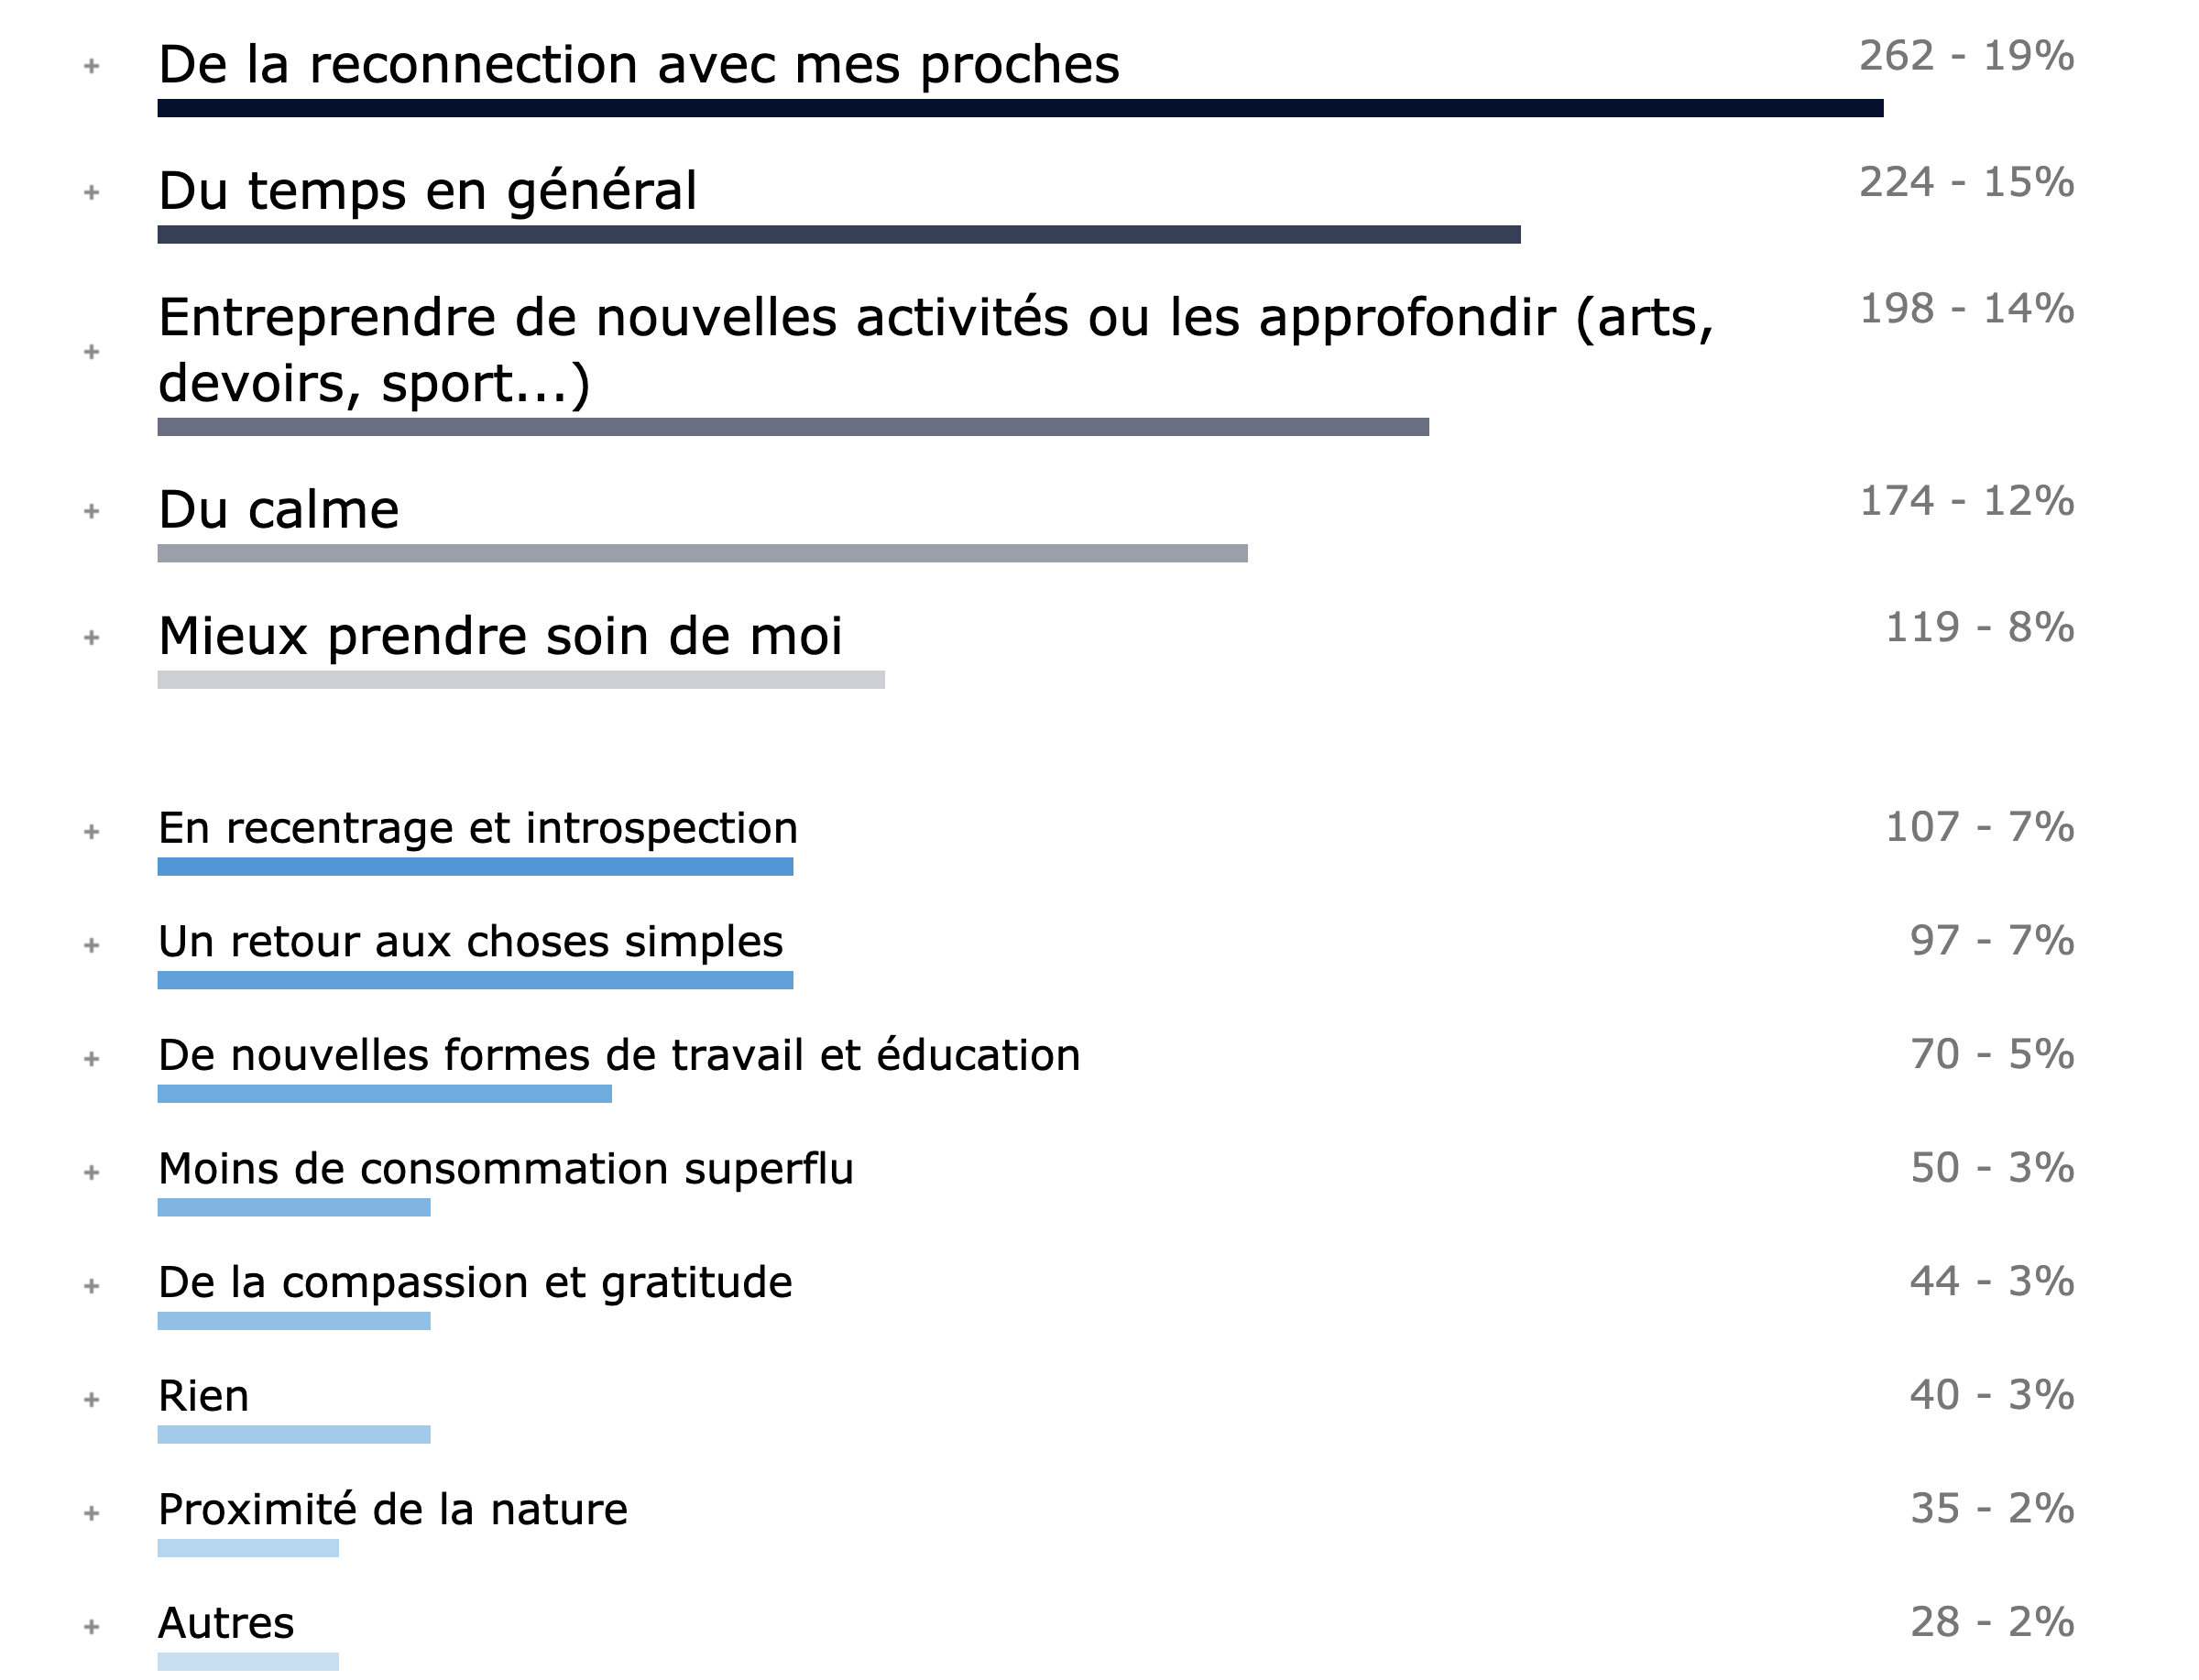 + De la reconnection avec mes proches 262 - 19%
+ Du temps en général 224 - 15%
+ Entreprendre de nouvelles activités ou les approfondir (arts, 198 - 14%
devoirs, sport...)
+ Du calme 174 - 12%
+ Mieux prendre soin de moi 119 - 8%
+ En recentrage et introspection 107 - 7%
+ Un retour aux choses simples 97 - 7%
+ De nouvelles formes de travail et éducation 70 - 5%
+ Moins de consommation superflu 50 - 3%
+ De la compassion et gratitude 44 - 3%
+ Rien 40 - 3%
+ Proximité de la nature 35 - 2%
+ Autres 28 - 2%